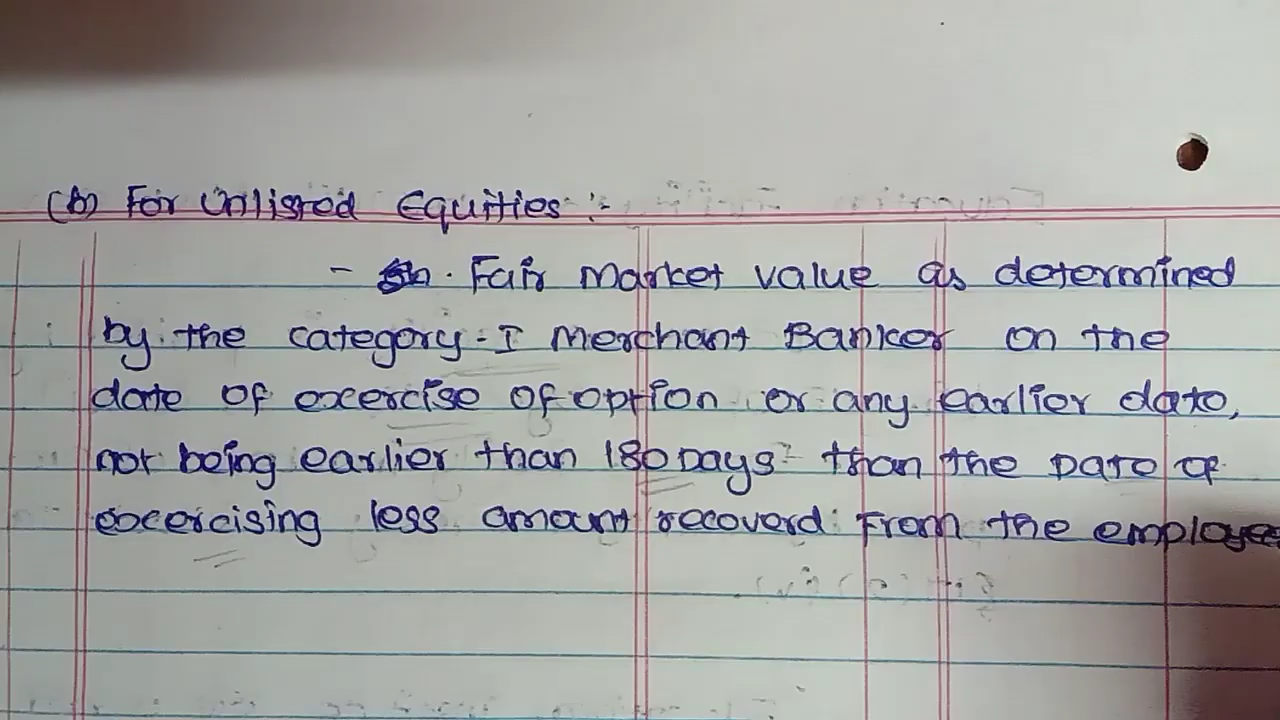 (b) For Unlisted Equities :-
- Fair Market value as determined
by the category-I Merchant Banker on the
date of exercise of option or any earlier date,
not being earlier than 180 Days than the Date of
exercising less amount recoverd From the employee